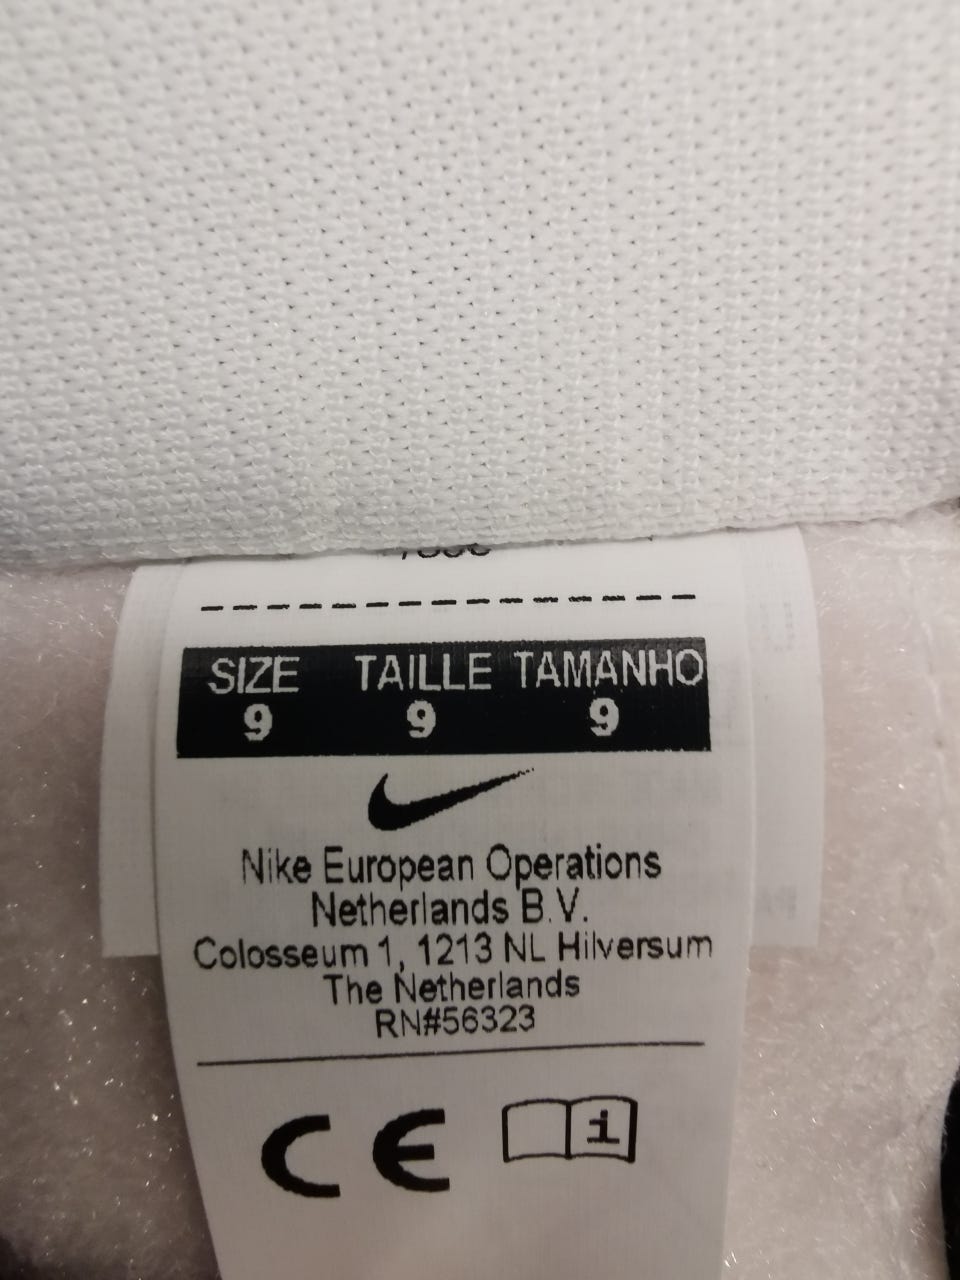 SIZE TAILLE TAMANHO
9 9 9
Nike European Operations
Netherlands B.V.
Colosseum 1, 1213 NL Hilversum
The Netherlands
RN#56323
CE i